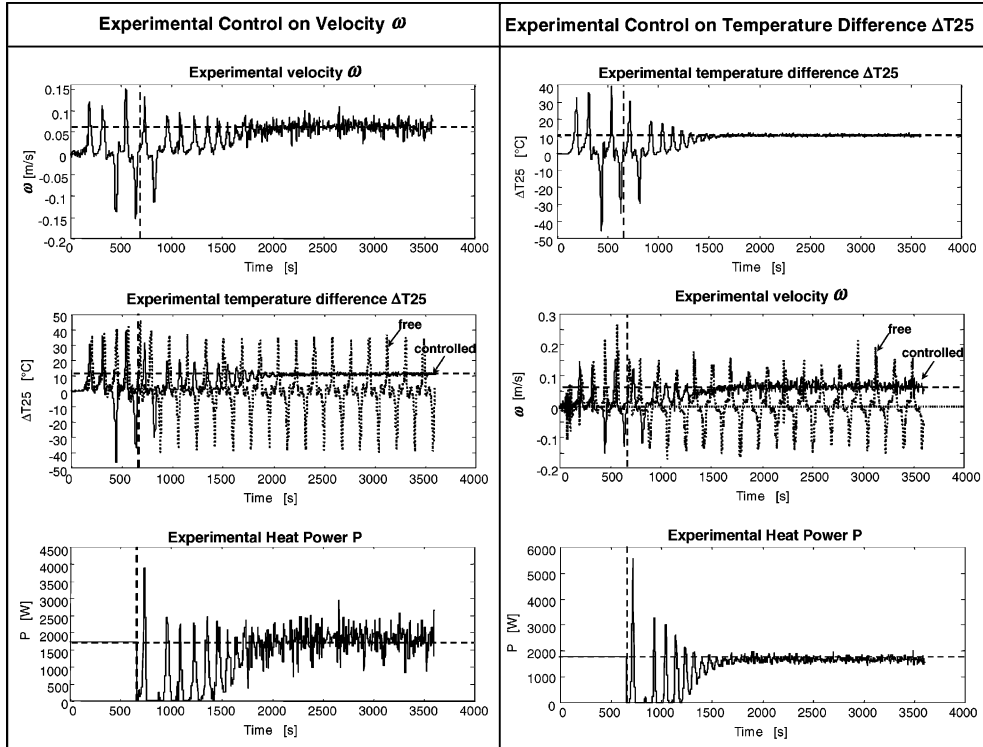 Experimental Control on Velocity ω
Experimental velocity ω
0.15
0.1
0.05
0
-0.05
-0.1
-0.15
-0.2
ω [m/s]
0 500 1000 1500 2000 2500 3000 3500 4000
Time [s]
Experimental temperature difference ΔT25
50
40
30
20
10
0
-10
-20
-30
-40
50
ΔT25 [°C]
free
controlled
0 500 1000 1500 2000 2500 3000 3500 4000
Time [s]
Experimental Heat Power P
4500
4000
3500
3000
2500
2000
1500
1000
500
0
P [W]
0 500 1000 1500 2000 2500 3000 3500 4000
Time [s]
Experimental Control on Temperature Difference ΔT25
Experimental temperature difference ΔT25
40
30
20
10
0
-10
-20
-30
-40
-50
ΔT25 [°C]
0 500 1000 1500 2000 2500 3000 3500 4000
Time [s]
Experimental velocity ω
0.3
0.2
0.1
0
-0.1
-0.2
ω [m/s]
free
controlled
0 500 1000 1500 2000 2500 3000 3500 4000
Time [s]
Experimental Heat Power P
6000
5000
4000
3000
2000
1000
0
P [W]
0 500 1000 1500 2000 2500 3000 3500 4000
Time [s]